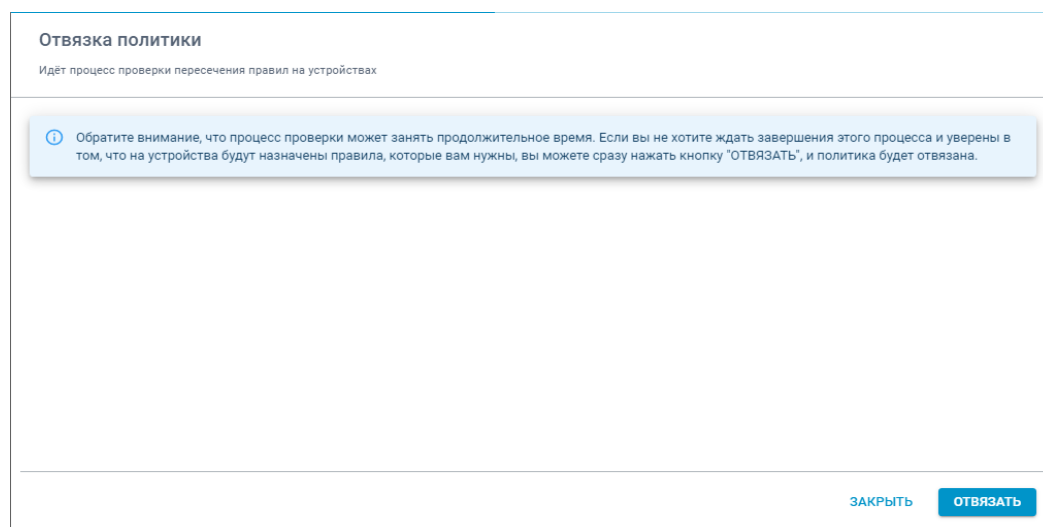 Отвязка политики
Идёт процесс проверки пересечения правил на устройствах
Обратите внимание, что процесс проверки может занять продолжительное время. Если вы не хотите ждать завершения этого процесса и уверены в
том, что на устройства будут назначены правила, которые вам нужны, вы можете сразу нажать кнопку "ОТВЯЗАТЬ", и политика будет отвязана.
ЗАКРЫТЬ
ОТВЯЗАТЬ